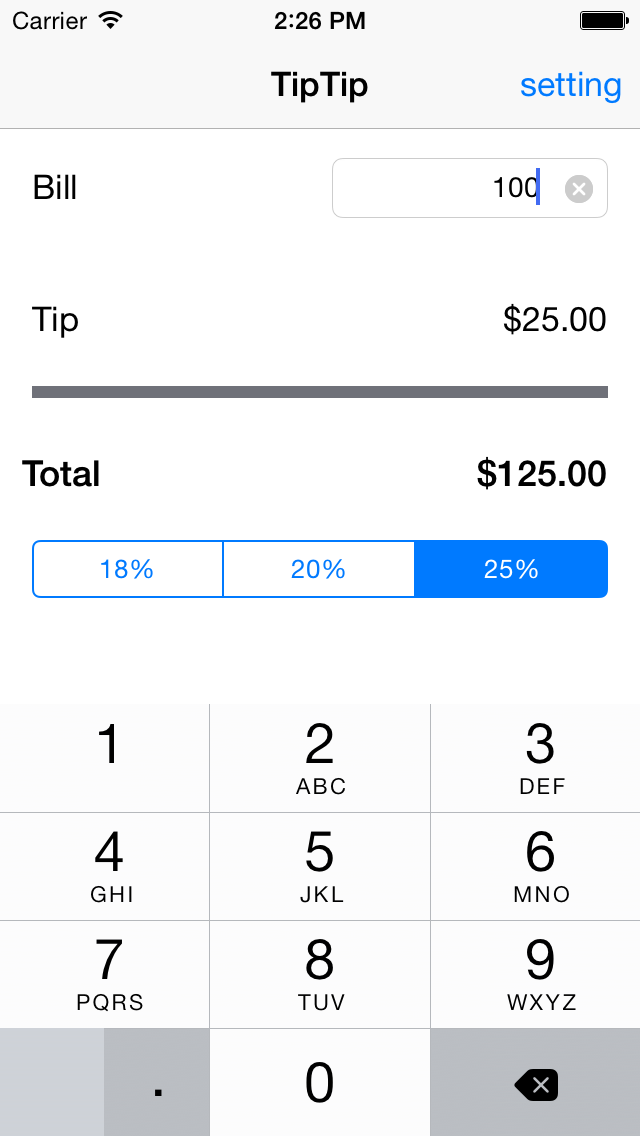 Carrier 2:26 PM
TipTip setting
Bill 100
Tip $25.00
Total $125.00
18% 20% 25%
1 2 3
ABC DEF
4 5 6
GHI JKL MNO
7 8 9
PQRS TUV WXYZ
. 0